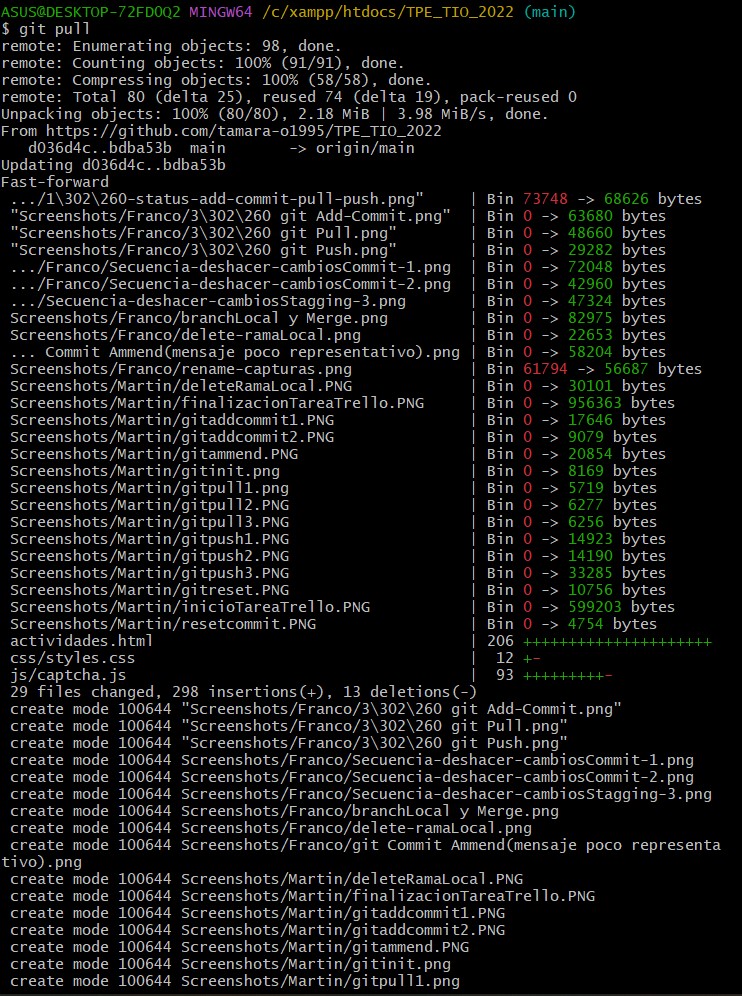 ASUS@DESKTOP-72FD0Q2 MINGW64 /c/xampp/htdocs/TPE_TIO_2022 (main)
$ git pull
remote: Enumerating objects: 98, done.
remote: Counting objects: 100% (91/91), done.
remote: Compressing objects: 100% (58/58), done.
remote: Total 80 (delta 25), reused 74 (delta 19), pack-reused 0
Unpacking objects: 100% (80/80), 2.18 MiB | 3.98 MiB/s, done.
From https://github.com/tamara-o1995/TPE_TIO_2022
   d036d4c..bdba53b  main       -> origin/main
Updating d036d4c..bdba53b
Fast-forward
 .../1\302\260-status-add-commit-pull-push.png"     | Bin 73748 -> 68626 bytes
 "Screenshots/Franco/3\302\260 git Add-Commit.png"  | Bin 0 -> 63680 bytes
 "Screenshots/Franco/3\302\260 git Pull.png"        | Bin 0 -> 48660 bytes
 "Screenshots/Franco/3\302\260 git Push.png"        | Bin 0 -> 29282 bytes
 .../Franco/Secuencia-deshacer-cambiosCommit-1.png  | Bin 0 -> 72048 bytes
 .../Franco/Secuencia-deshacer-cambiosCommit-2.png  | Bin 0 -> 42960 bytes
 .../Secuencia-deshacer-cambiosStagging-3.png       | Bin 0 -> 47324 bytes
 Screenshots/Franco/branchLocal y Merge.png         | Bin 0 -> 82975 bytes
 Screenshots/Franco/delete-ramaLocal.png            | Bin 0 -> 22653 bytes
 ... Commit Ammend(mensaje poco representativo).png | Bin 0 -> 58204 bytes
 Screenshots/Franco/rename-capturas.png             | Bin 61794 -> 56687 bytes
 Screenshots/Martin/deleteRamaLocal.PNG             | Bin 0 -> 30101 bytes
 Screenshots/Martin/finalizacionTareaTrello.PNG     | Bin 0 -> 956363 bytes
 Screenshots/Martin/gitaddcommit1.PNG               | Bin 0 -> 17646 bytes
 Screenshots/Martin/gitaddcommit2.PNG               | Bin 0 -> 9079 bytes
 Screenshots/Martin/gitammend.PNG                   | Bin 0 -> 20854 bytes
 Screenshots/Martin/gitinit.png                     | Bin 0 -> 8169 bytes
 Screenshots/Martin/gitpull1.png                    | Bin 0 -> 5719 bytes
 Screenshots/Martin/gitpull2.PNG                    | Bin 0 -> 6277 bytes
 Screenshots/Martin/gitpull3.PNG                    | Bin 0 -> 6256 bytes
 Screenshots/Martin/gitpush1.PNG                    | Bin 0 -> 14923 bytes
 Screenshots/Martin/gitpush2.PNG                    | Bin 0 -> 14190 bytes
 Screenshots/Martin/gitpush3.PNG                    | Bin 0 -> 33285 bytes
 Screenshots/Martin/gitreset.PNG                    | Bin 0 -> 10756 bytes
 Screenshots/Martin/inicioTareaTrello.PNG           | Bin 0 -> 599203 bytes
 Screenshots/Martin/resetcommit.PNG                 | Bin 0 -> 4754 bytes
 actividades.html                                   | 206 +++++++++++++++++++++
 css/styles.css                                     |  12 +-
 js/captcha.js                                      |  93 +++++++++-
 29 files changed, 298 insertions(+), 13 deletions(-)
 create mode 100644 "Screenshots/Franco/3\302\260 git Add-Commit.png"
 create mode 100644 "Screenshots/Franco/3\302\260 git Pull.png"
 create mode 100644 "Screenshots/Franco/3\302\260 git Push.png"
 create mode 100644 Screenshots/Franco/Secuencia-deshacer-cambiosCommit-1.png
 create mode 100644 Screenshots/Franco/Secuencia-deshacer-cambiosCommit-2.png
 create mode 100644 Screenshots/Franco/Secuencia-deshacer-cambiosStagging-3.png
 create mode 100644 Screenshots/Franco/branchLocal y Merge.png
 create mode 100644 Screenshots/Franco/delete-ramaLocal.png
 create mode 100644 Screenshots/Franco/git Commit Ammend(mensaje poco representa
tivo).png
 create mode 100644 Screenshots/Martin/deleteRamaLocal.PNG
 create mode 100644 Screenshots/Martin/finalizacionTareaTrello.PNG
 create mode 100644 Screenshots/Martin/gitaddcommit1.PNG
 create mode 100644 Screenshots/Martin/gitaddcommit2.PNG
 create mode 100644 Screenshots/Martin/gitammend.PNG
 create mode 100644 Screenshots/Martin/gitinit.png
 create mode 100644 Screenshots/Martin/gitpull1.png